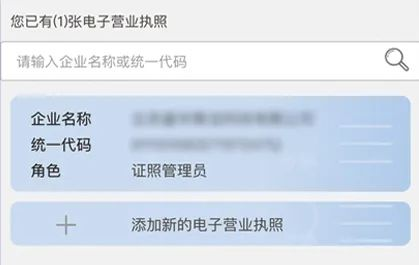 您已有(1)张电子营业执照
请输入企业名称或统一代码
企业名称
统一代码
角色 证照管理员
添加新的电子营业执照